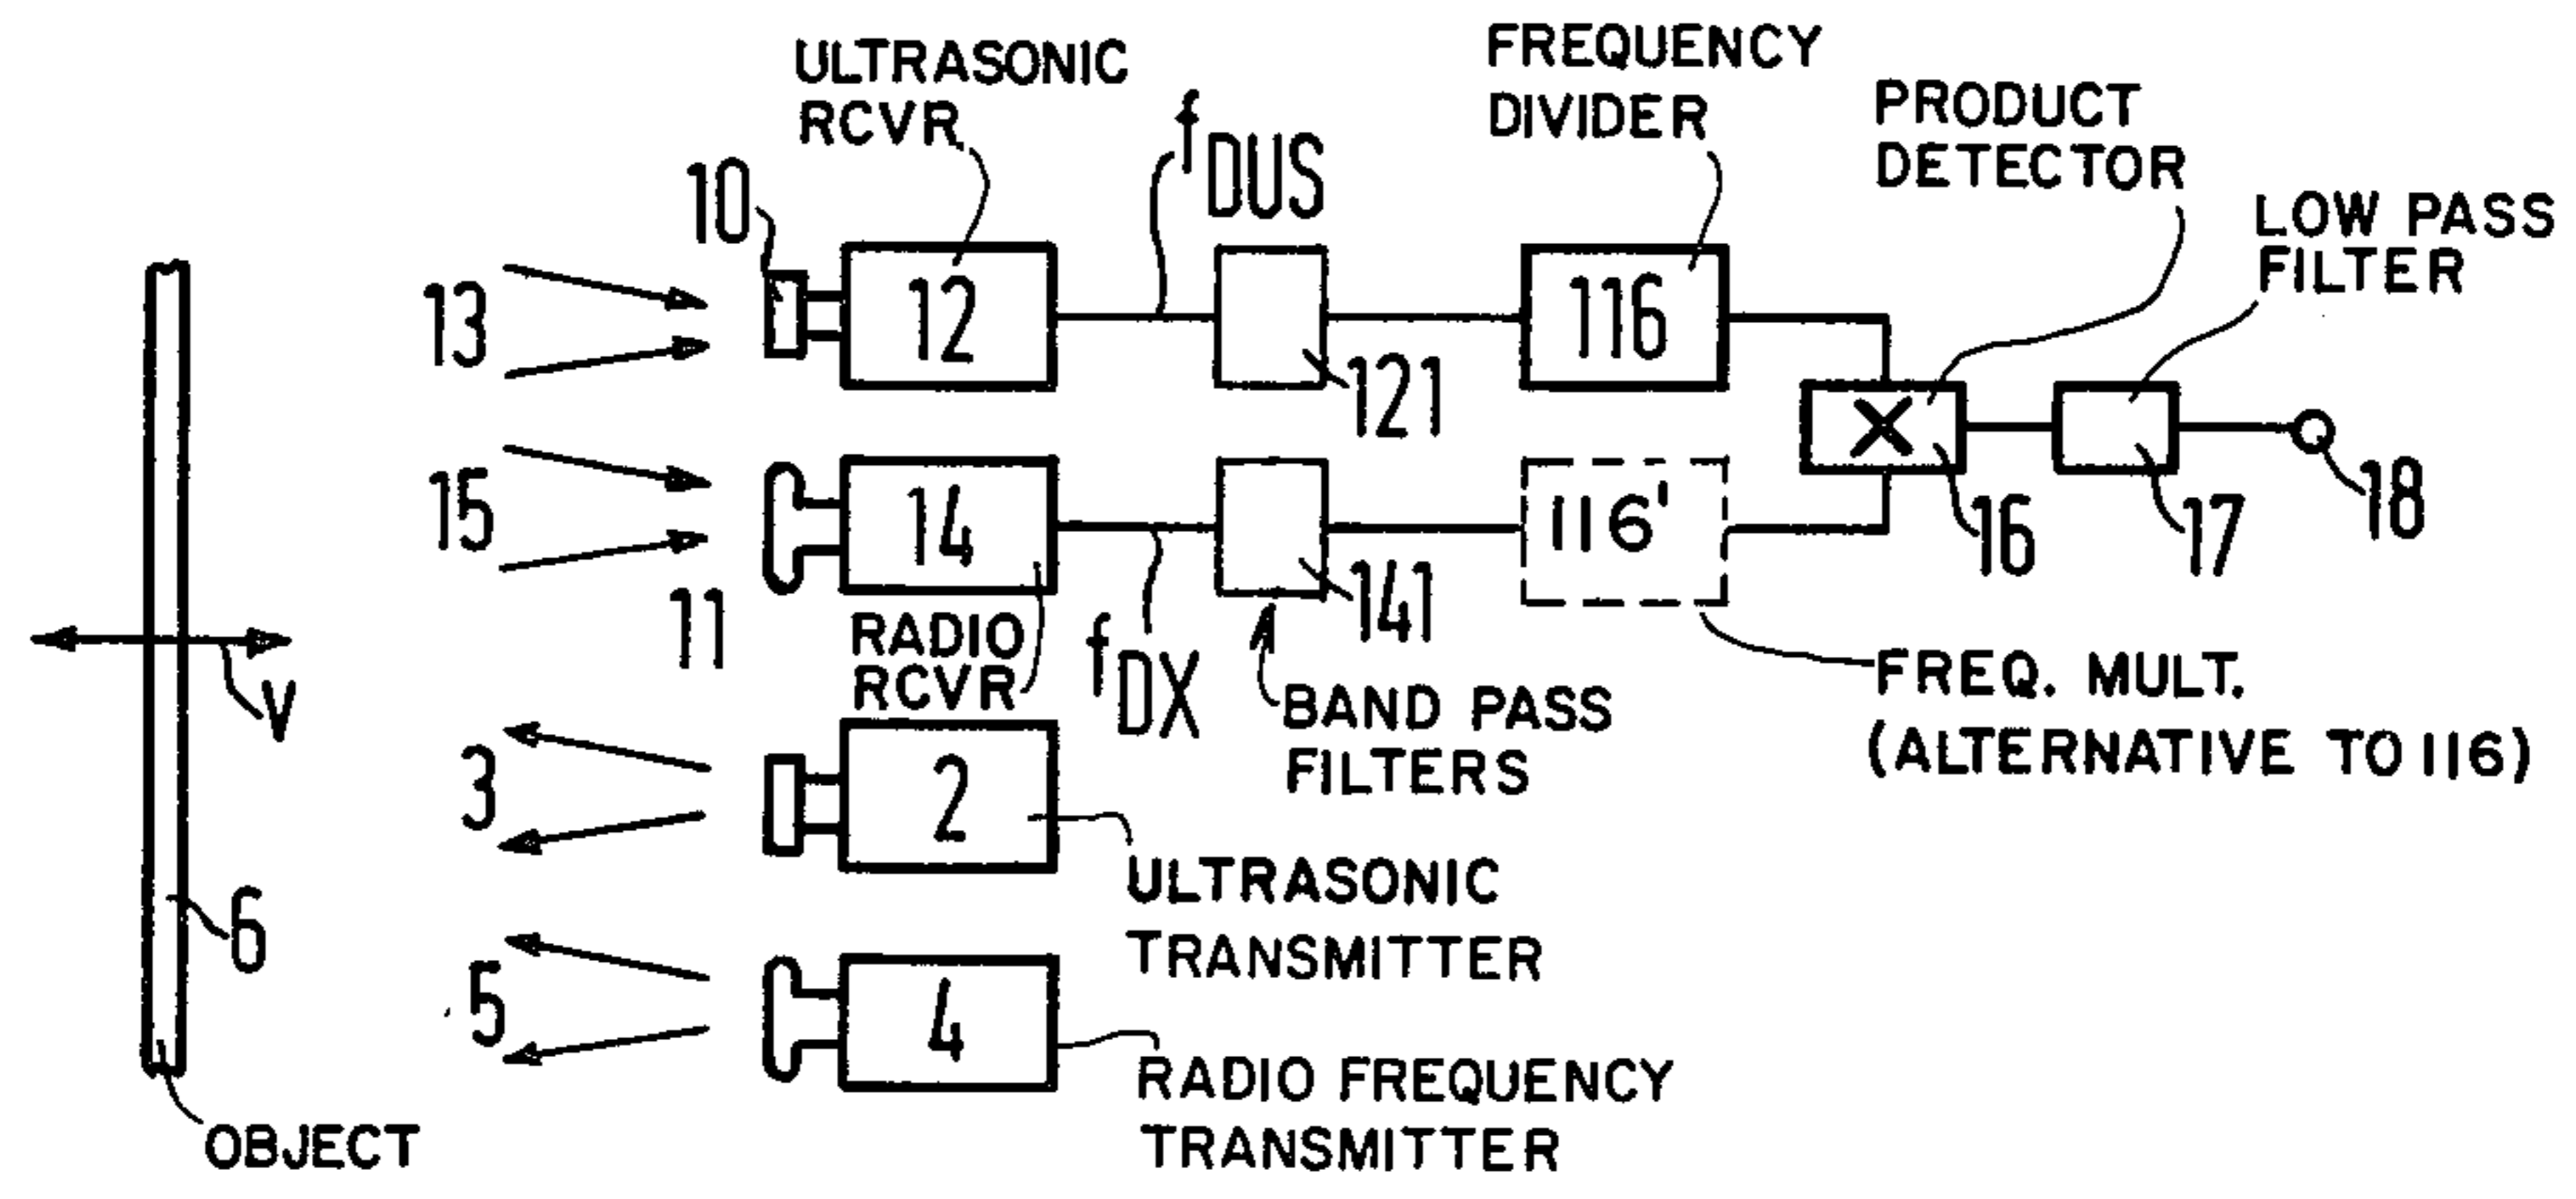 ULTRASONIC
RCVR
FREQUENCY
DIVIDER
PRODUCT
DETECTOR
LOW PASS
FILTER
fDUS
10
13
12
116
121
15
14
116'
141
16
17
18
11
RADIO
RCVR
fDX
BAND PASS
FILTERS
FREQ. MULT.
(ALTERNATIVE TO 116)
V
3
2
ULTRASONIC
TRANSMITTER
6
5
4
RADIO FREQUENCY
TRANSMITTER
OBJECT